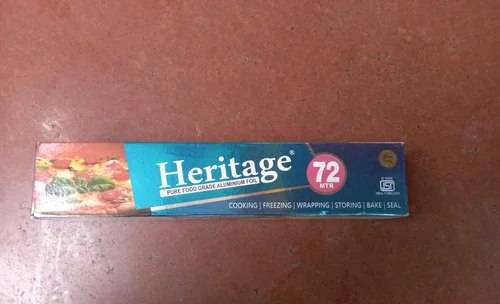 Heritage®
PURE FOOD GRADE ALUMINIUM FOIL
72
MTR
COOKING | FREEZING | WRAPPING | STORING | BAKE | SEAL